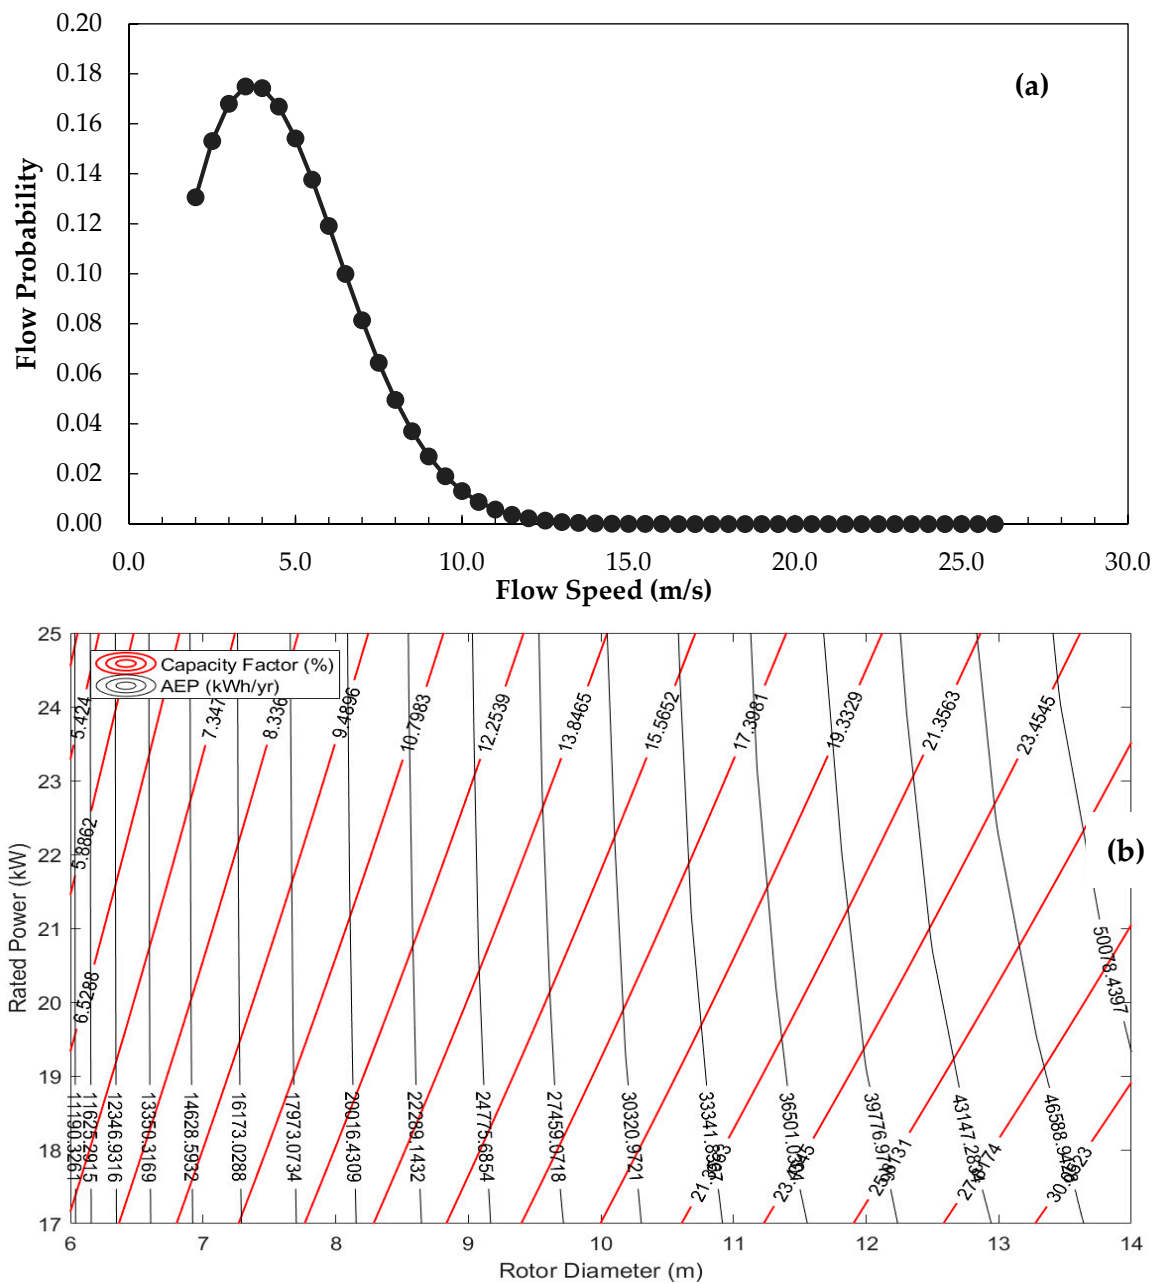 0.20
0.18
(a)
0.16
0.14
0.12
0.10
0.08
0.06
0.04
0.02
0.00
Flow Probability
0.0 5.0 10.0 15.0 20.0 25.0 30.0
Flow Speed (m/s)
25
24
23
22
21
20
19
18
17
Rated Power (kW)
Capacity Factor (%)
AEP (kWh/yr)
5.424 7.347 8.336 9.4896 10.7983 12.2539 13.8465 15.5652 17.3981 19.3329 21.3563 23.4545
5.8862
(b)
6.5288
50078.4397
11190.3261 11625.2915 12346.9316 13350.3169 14628.5932 16173.0288 17973.0734 20016.4309 22289.1432 24775.6854 27459.0718 30320.9721
6 7 8 9 10 11 12 13 14
Rotor Diameter (m)